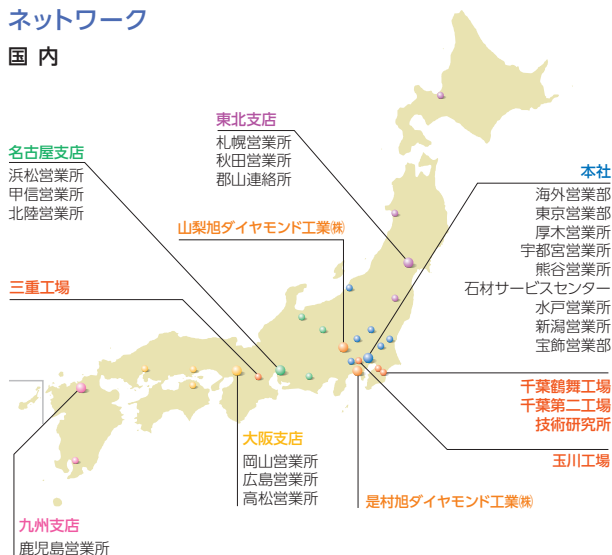 ネットワーク
国内
東北支店
札幌営業所
秋田営業所
郡山連絡所
名古屋支店
浜松営業所
甲信営業所
北陸営業所
本社
海外営業部
東京営業部
厚木営業所
宇都宮営業所
熊谷営業所
石材サービスセンター
水戸営業所
新潟営業所
宝飾営業部
山梨旭ダイヤモンド工業㈱
三重工場
千葉鶴舞工場
千葉第二工場
技術研究所
玉川工場
大阪支店
岡山営業所
広島営業所
高松営業所
是村旭ダイヤモンド工業㈱
九州支店
鹿児島営業所